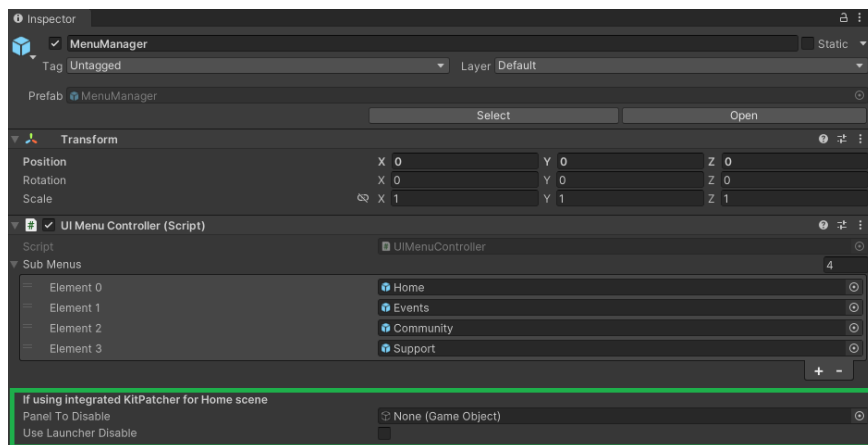 Inspector
MenuManager Static
Tag Untagged Layer Default
Prefab MenuManager
Select Open
Transform
Position X 0 Y 0 Z 0
Rotation X 0 Y 0 Z 0
Scale X 1 Y 1 Z 1
# UI Menu Controller (Script)
Script UIMenuController
Sub Menus 4
Element 0 Home
Element 1 Events
Element 2 Community
Element 3 Support
+ -
If using integrated KitPatcher for Home scene
Panel To Disable None (Game Object)
Use Launcher Disable